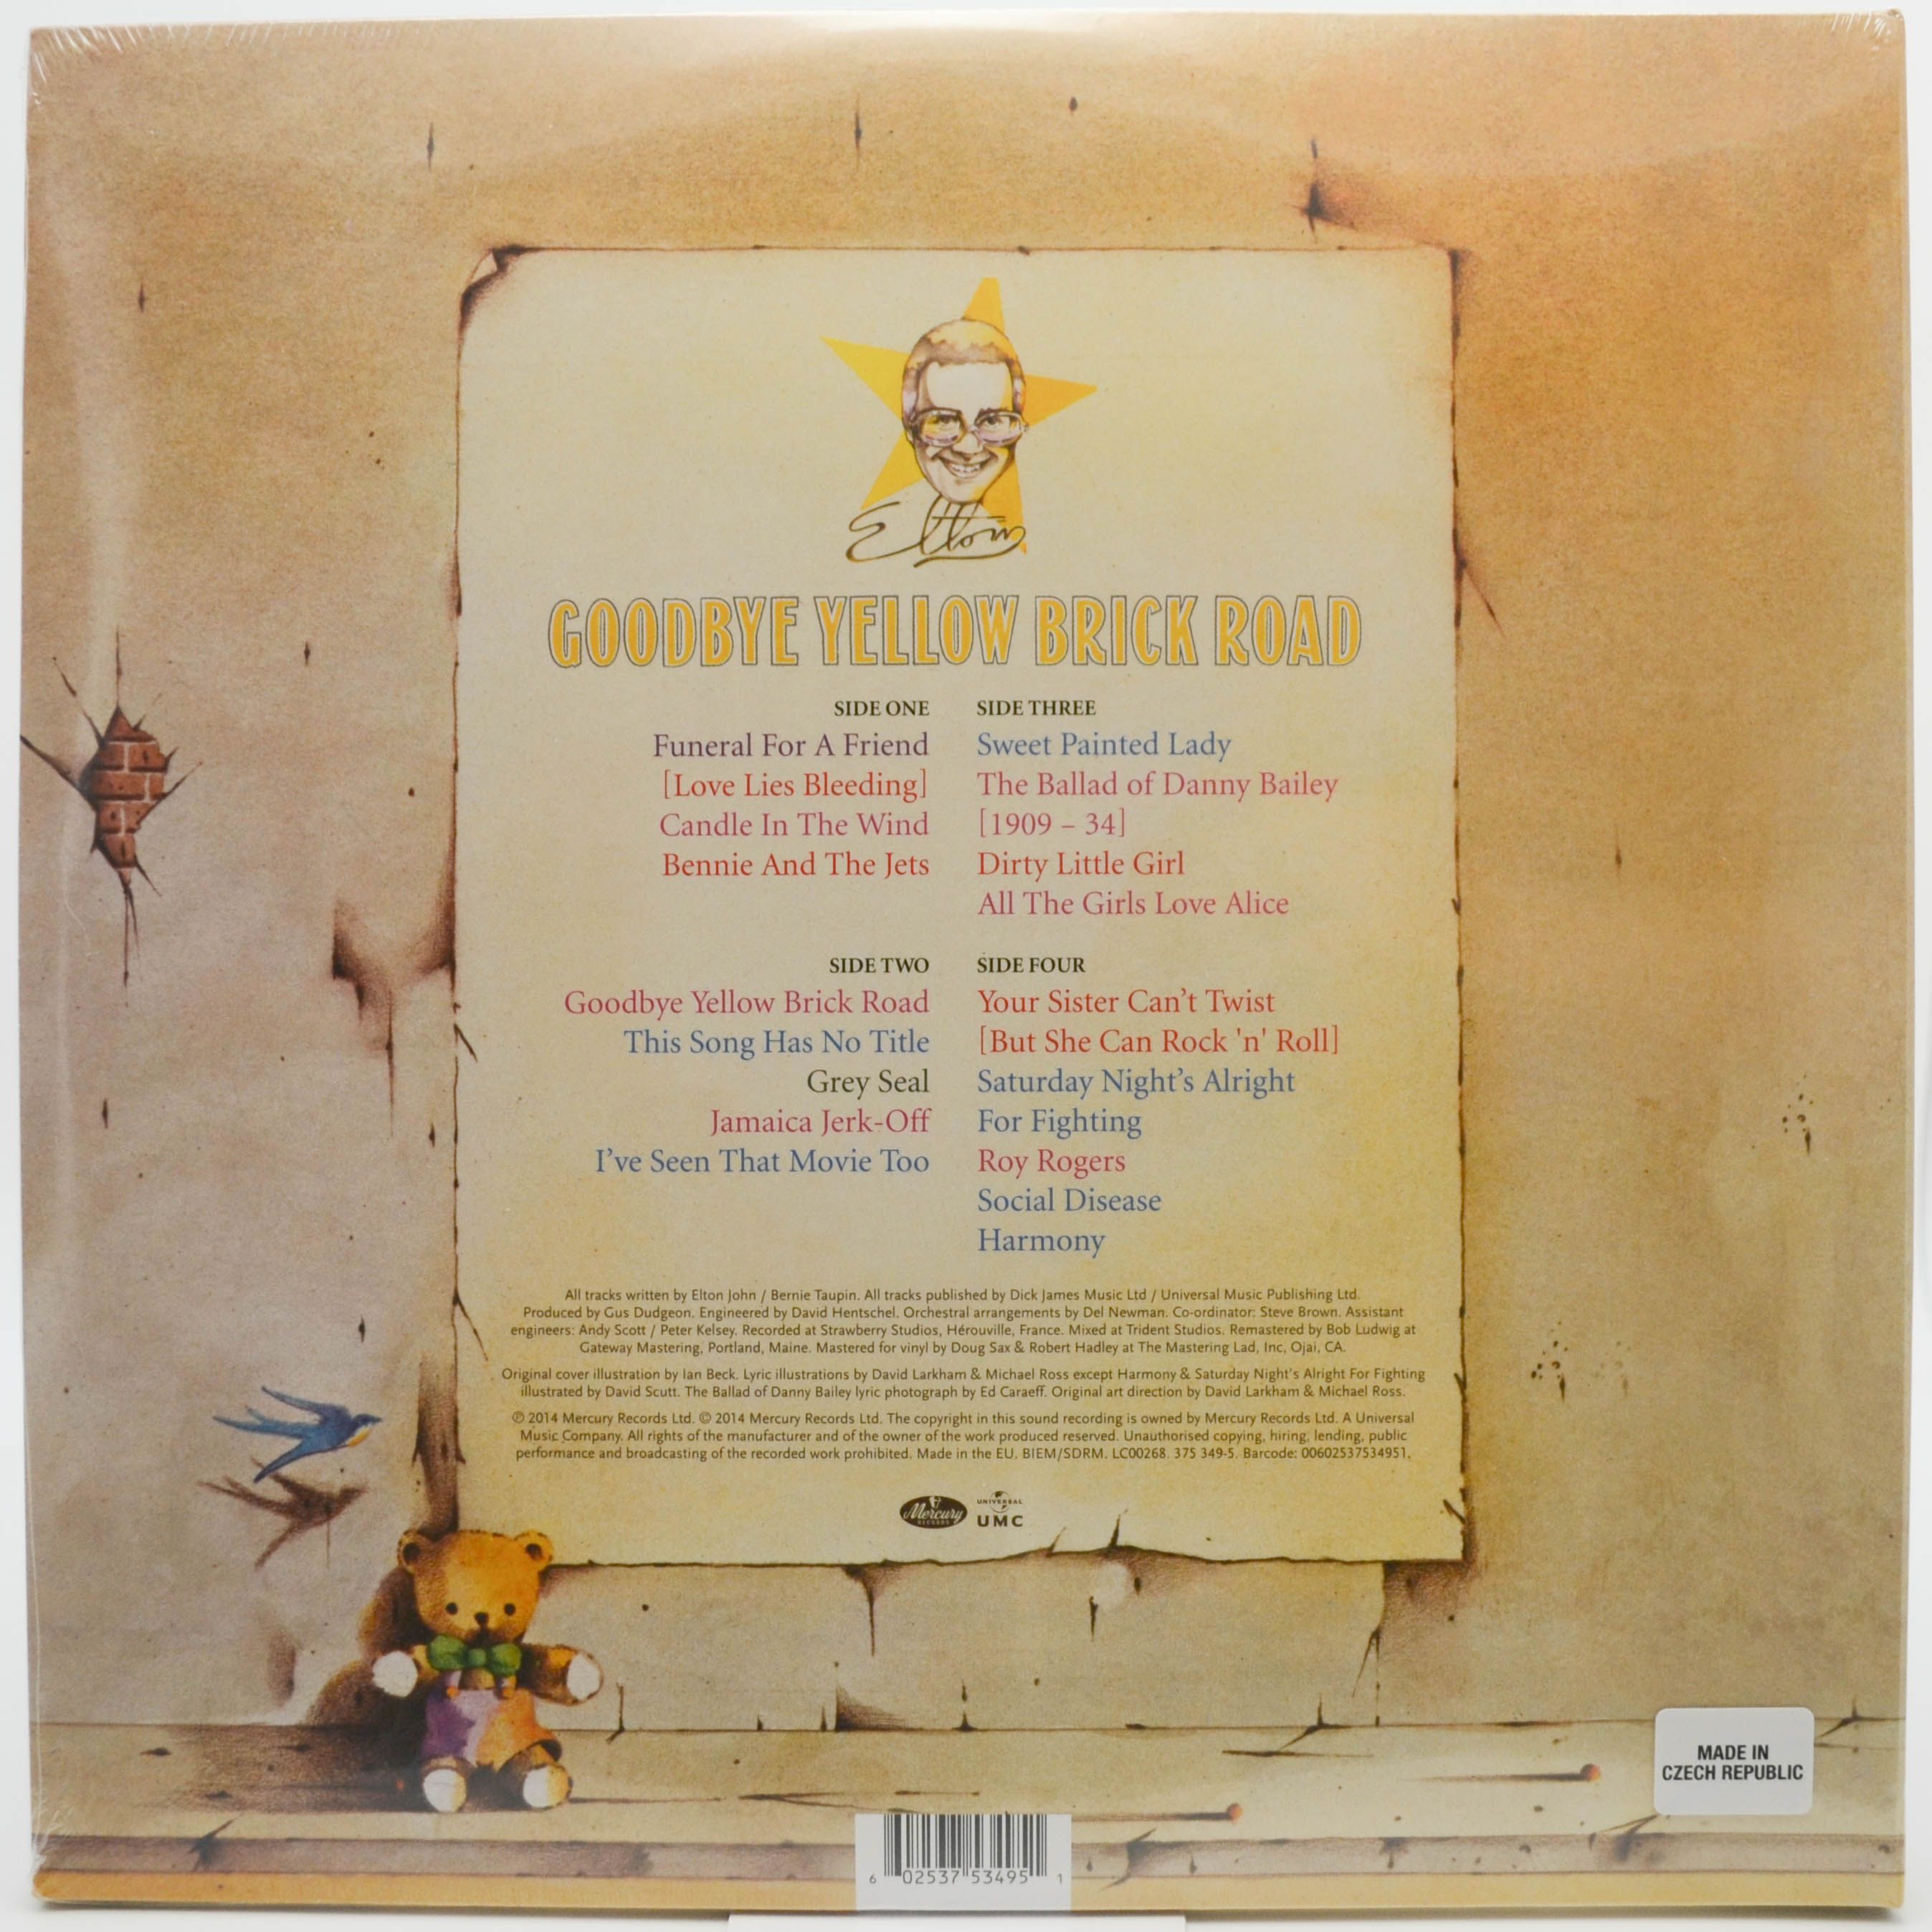 Elton
GOODBYE YELLOW BRICK ROAD
SIDE ONE
Funeral For A Friend
[Love Lies Bleeding]
Candle In The Wind
Bennie And The Jets
SIDE TWO
Goodbye Yellow Brick Road
This Song Has No Title
Grey Seal
Jamaica Jerk-Off
I've Seen That Movie Too
SIDE THREE
Sweet Painted Lady
The Ballad of Danny Bailey
[1909 – 34]
Dirty Little Girl
All The Girls Love Alice
SIDE FOUR
Your Sister Can't Twist
[But She Can Rock 'n' Roll]
Saturday Night's Alright
For Fighting
Roy Rogers
Social Disease
Harmony
All tracks written by Elton John / Bernie Taupin. All tracks published by Dick James Music Ltd / Universal Music Publishing Ltd.
Produced by Gus Dudgeon. Engineered by David Hentschel. Orchestral arrangements by Del Newman. Co-ordinator: Steve Brown. Assistant
engineers: Andy Scott / Peter Kelsey. Recorded at Strawberry Studios, Hérouville, France. Mixed at Trident Studios. Remastered by Bob Ludwig at
Gateway Mastering, Portland, Maine. Mastered for vinyl by Doug Sax & Robert Hadley at The Mastering Lad, Inc, Ojai, CA.
Original cover illustration by Ian Beck. Lyric illustrations by David Larkham & Michael Ross except Harmony & Saturday Night's Alright For Fighting
illustrated by David Scutt. The Ballad of Danny Bailey lyric photograph by Ed Caraeff. Original art direction by David Larkham & Michael Ross.
℗ 2014 Mercury Records Ltd. © 2014 Mercury Records Ltd. The copyright in this sound recording is owned by Mercury Records Ltd. A Universal
Music Company. All rights of the manufacturer and of the owner of the work produced reserved. Unauthorised copying, hiring, lending, public
performance and broadcasting of the recorded work prohibited. Made in the EU. BIEM/SDRM. LC00268. 375 349-5. Barcode: 00602537534951.
Mercury
RECORDS
UNIVERSAL
UMC
MADE IN
CZECH REPUBLIC
6 02537 53495 1